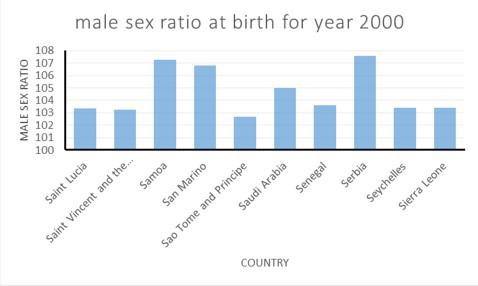 male sex ratio at birth for year 2000
MALE SEX RATIO
108
107
106
105
104
103
102
101
100
Saint Lucia
Saint Vincent and the...
Samoa
San Marino
Sao Tome and Principe
Saudi Arabia
Senegal
Serbia
Seychelles
Sierra Leone
COUNTRY